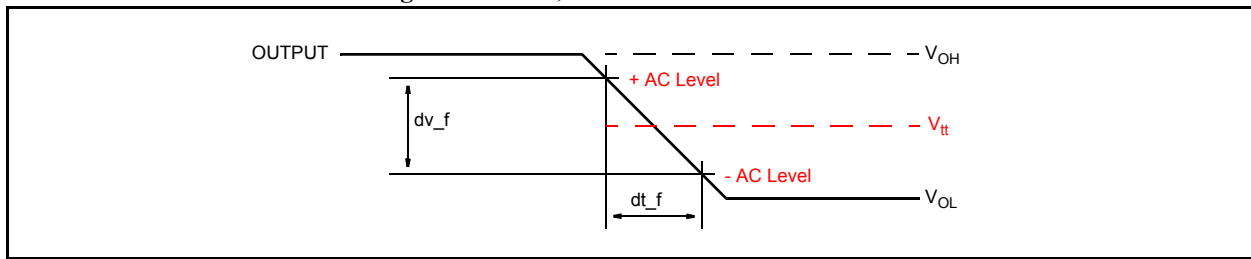 OUTPUT
VOH
+ AC Level
dv_f
Vtt
- AC Level
dt_f
VOL